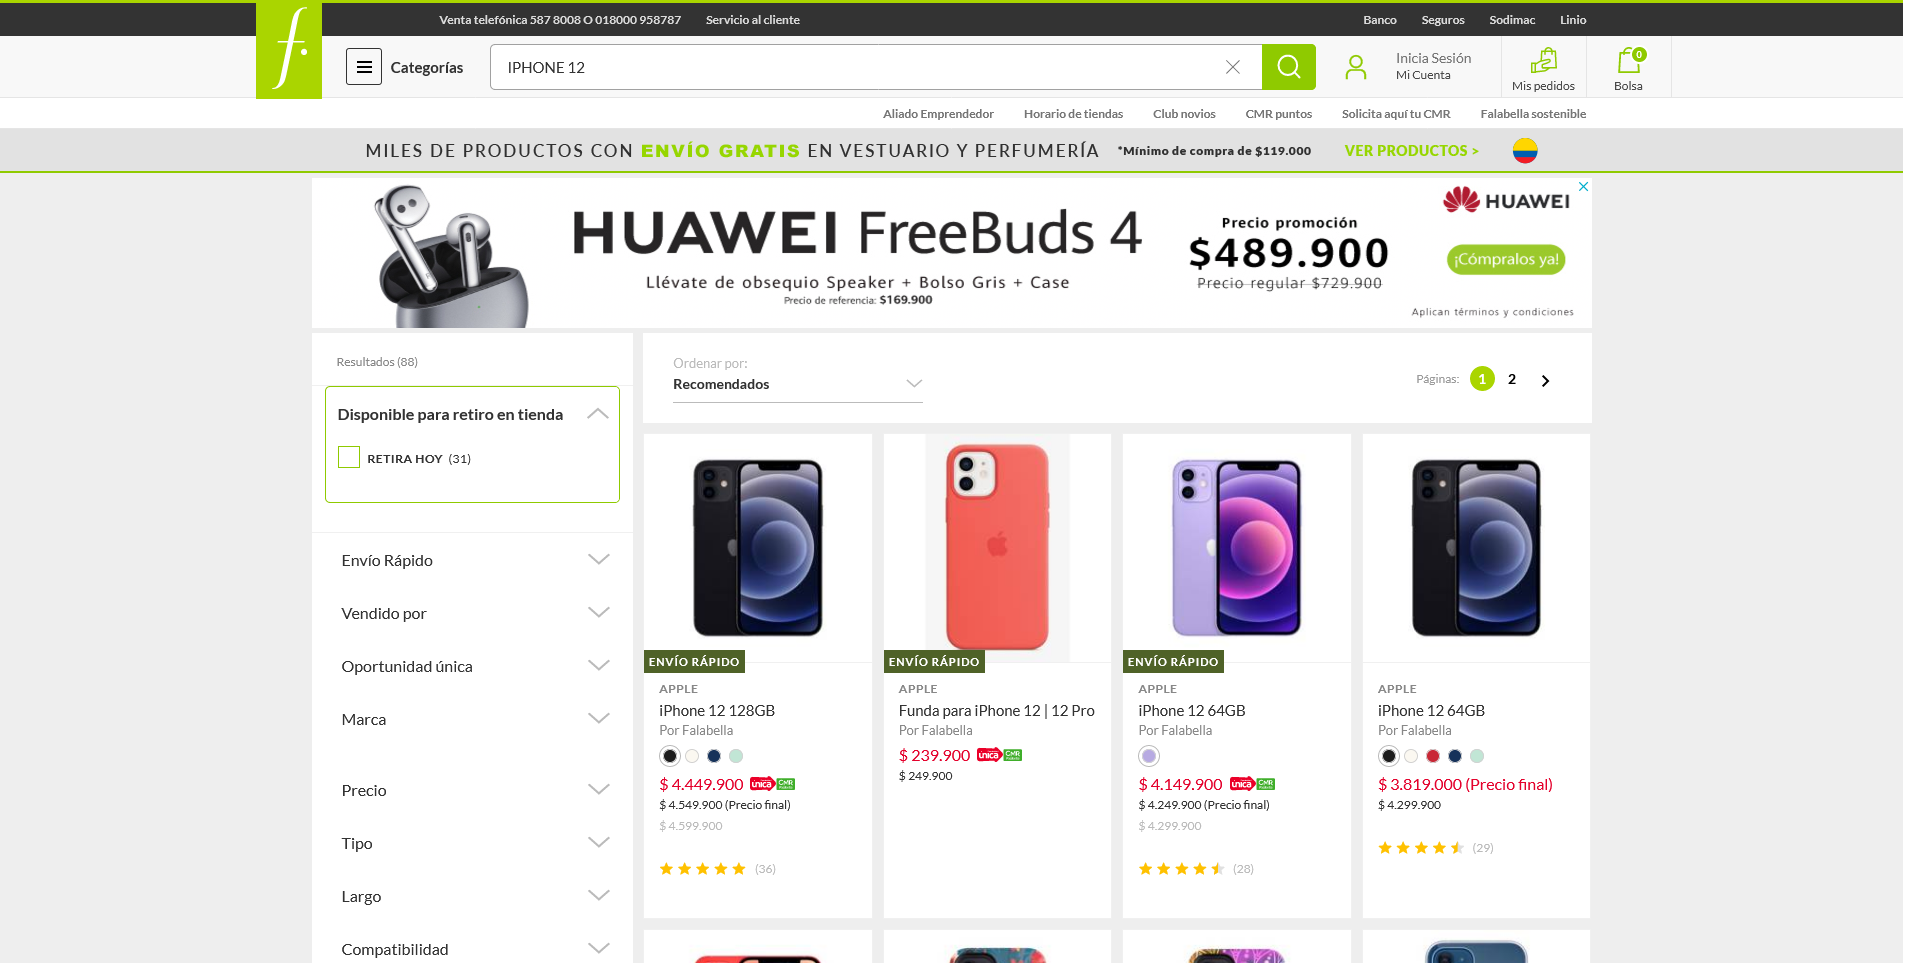 Venta telefónica 587 8008 O 018000 958787 Servicio al cliente Banco Seguros Sodimac Linio
f.
Categorías IPHONE 12 Inicia Sesión
Mi Cuenta
Mis pedidos
0
Bolsa
Aliado Emprendedor Horario de tiendas Club novios CMR puntos Solicita aquí tu CMR Falabella sostenible
MILES DE PRODUCTOS CON ENVÍO GRATIS EN VESTUARIO Y PERFUMERÍA *Mínimo de compra de $119.000 VER PRODUCTOS >
HUAWEI FreeBuds 4
Llévate de obsequio Speaker + Bolso Gris + Case
Precio de referencia: $169.900
Precio promoción
$489.900
Precio regular $729.900
HUAWEI
¡Cómpralos ya!
Aplican términos y condiciones
Resultados (88)
Disponible para retiro en tienda
RETIRA HOY (31)
Envío Rápido
Vendido por
Oportunidad única
Marca
Precio
Tipo
Largo
Compatibilidad
Ordenar por:
Recomendados
Páginas: 1 2
ENVÍO RÁPIDO
APPLE
iPhone 12 128GB
Por Falabella
$ 4.449.900 única CMR
$ 4.549.900 (Precio final)
$ 4.599.900
(36)
ENVÍO RÁPIDO
APPLE
Funda para iPhone 12 | 12 Pro
Por Falabella
$ 239.900 única CMR
$ 249.900
ENVÍO RÁPIDO
APPLE
iPhone 12 64GB
Por Falabella
$ 4.149.900 única CMR
$ 4.249.900 (Precio final)
$ 4.299.900
(28)
APPLE
iPhone 12 64GB
Por Falabella
$ 3.819.000 (Precio final)
$ 4.299.900
(29)